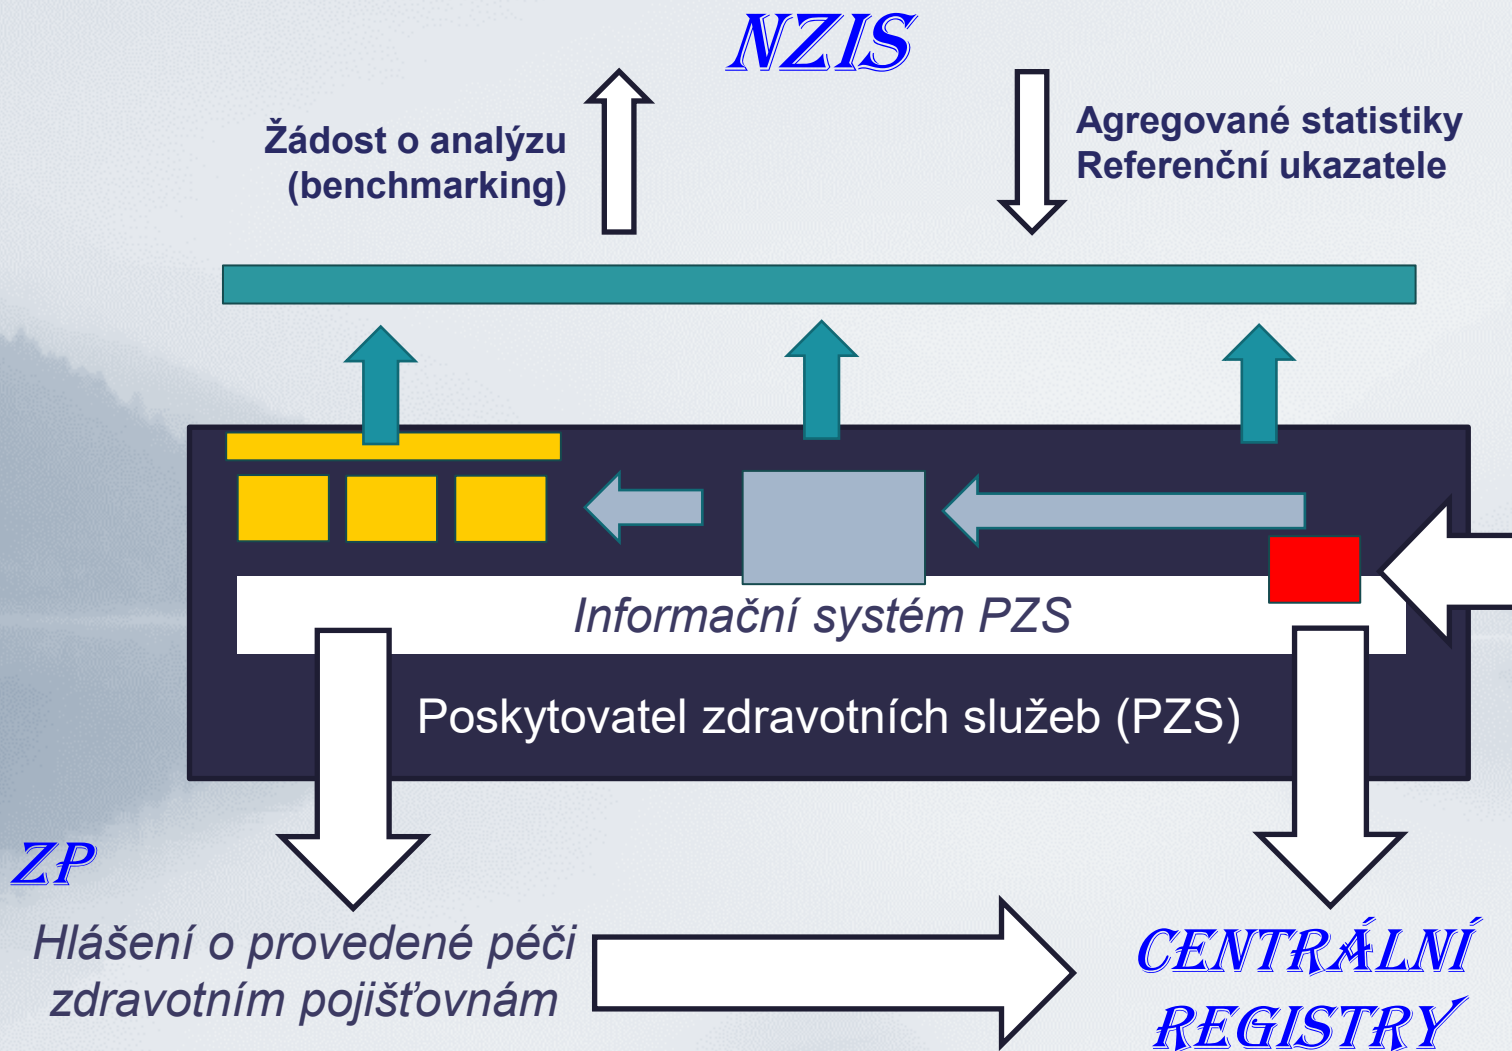 NZIS
Žádost o analýzu
(benchmarking)
Agregované statistiky
Referenční ukazatele
Informační systém PZS
Poskytovatel zdravotních služeb (PZS)
ZP
Hlášení o provedené péči
zdravotním pojišťovnám
CENTRÁLNÍ
REGISTRY